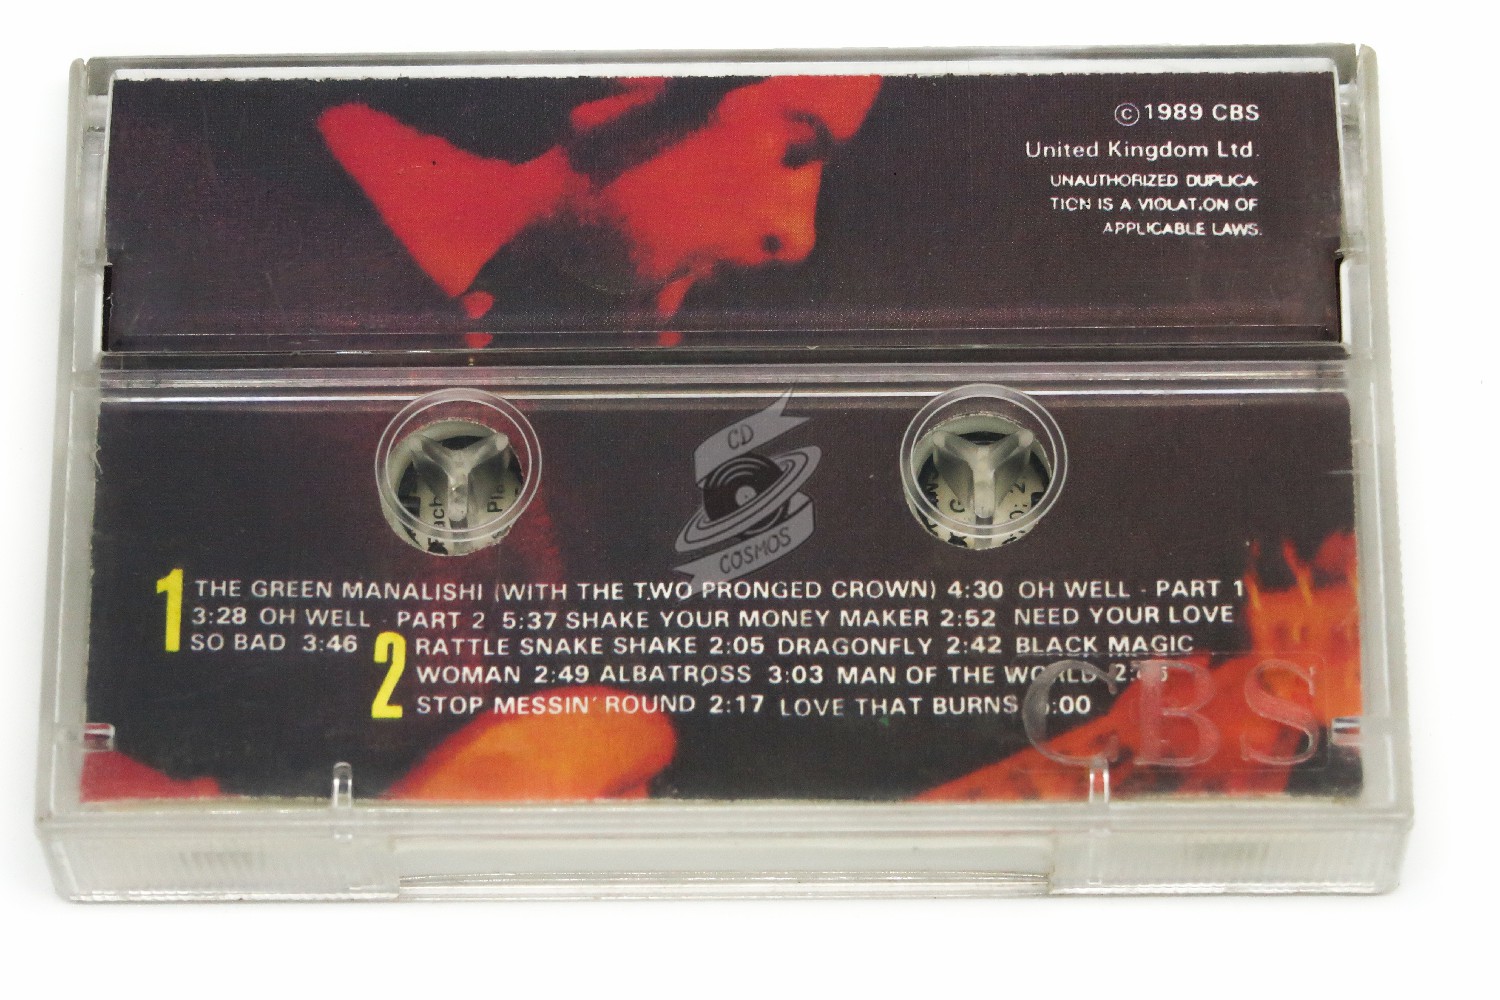 ©1989 CBS
United Kingdom Ltd.
UNAUTHORIZED DUPLICA-
TION IS A VIOLATION OF
APPLICABLE LAWS.
CD
COSMOS
1 THE GREEN MANALISHI (WITH THE TWO PRONGED CROWN) 4:30 OH WELL - PART 1
3:28 OH WELL - PART 2 5:37 SHAKE YOUR MONEY MAKER 2:52 NEED YOUR LOVE
SO BAD 3:46
2 RATTLE SNAKE SHAKE 2:05 DRAGONFLY 2:42 BLACK MAGIC
WOMAN 2:49 ALBATROSS 3:03 MAN OF THE WORLD
STOP MESSIN' ROUND 2:17 LOVE THAT BURNS
CBS